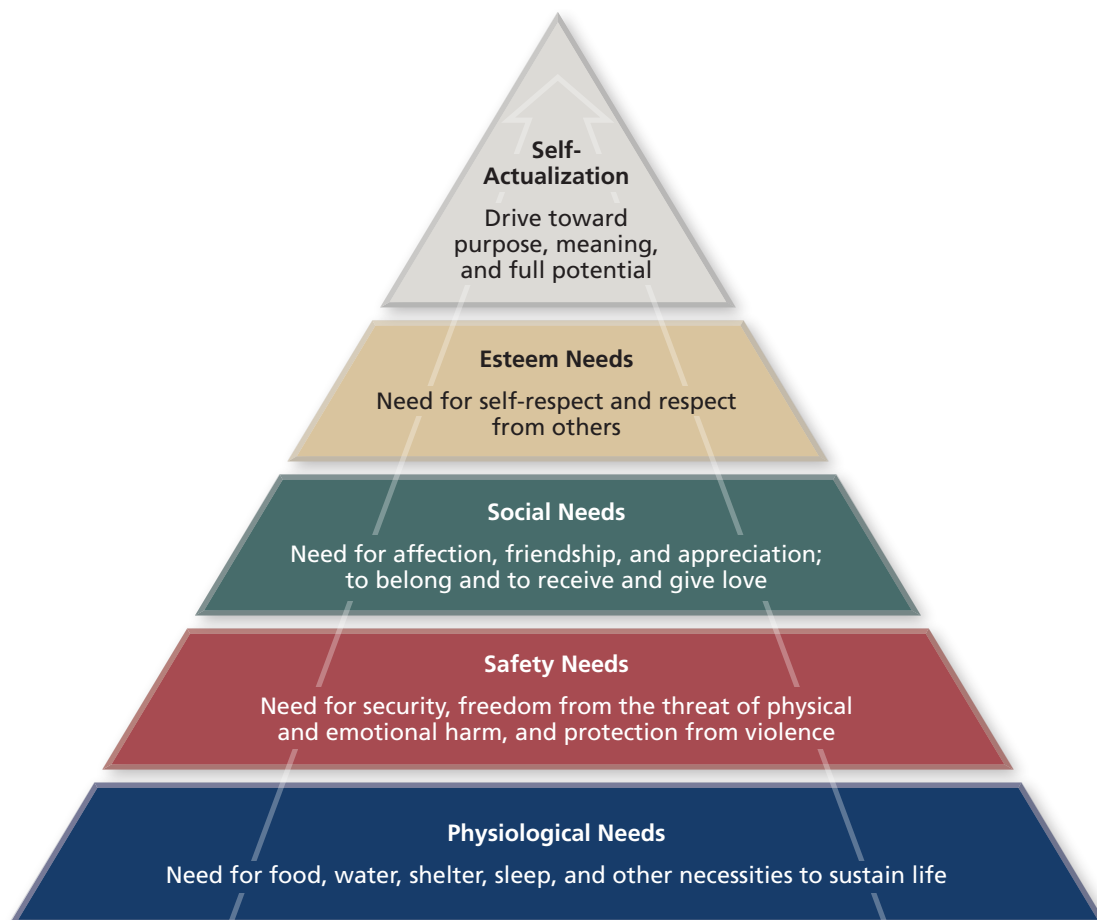 Self-
Actualization
Drive toward
purpose, meaning,
and full potential
Esteem Needs
Need for self-respect and respect
from others
Social Needs
Need for affection, friendship, and appreciation;
to belong and to receive and give love
Safety Needs
Need for security, freedom from the threat of physical
and emotional harm, and protection from violence
Physiological Needs
Need for food, water, shelter, sleep, and other necessities to sustain life